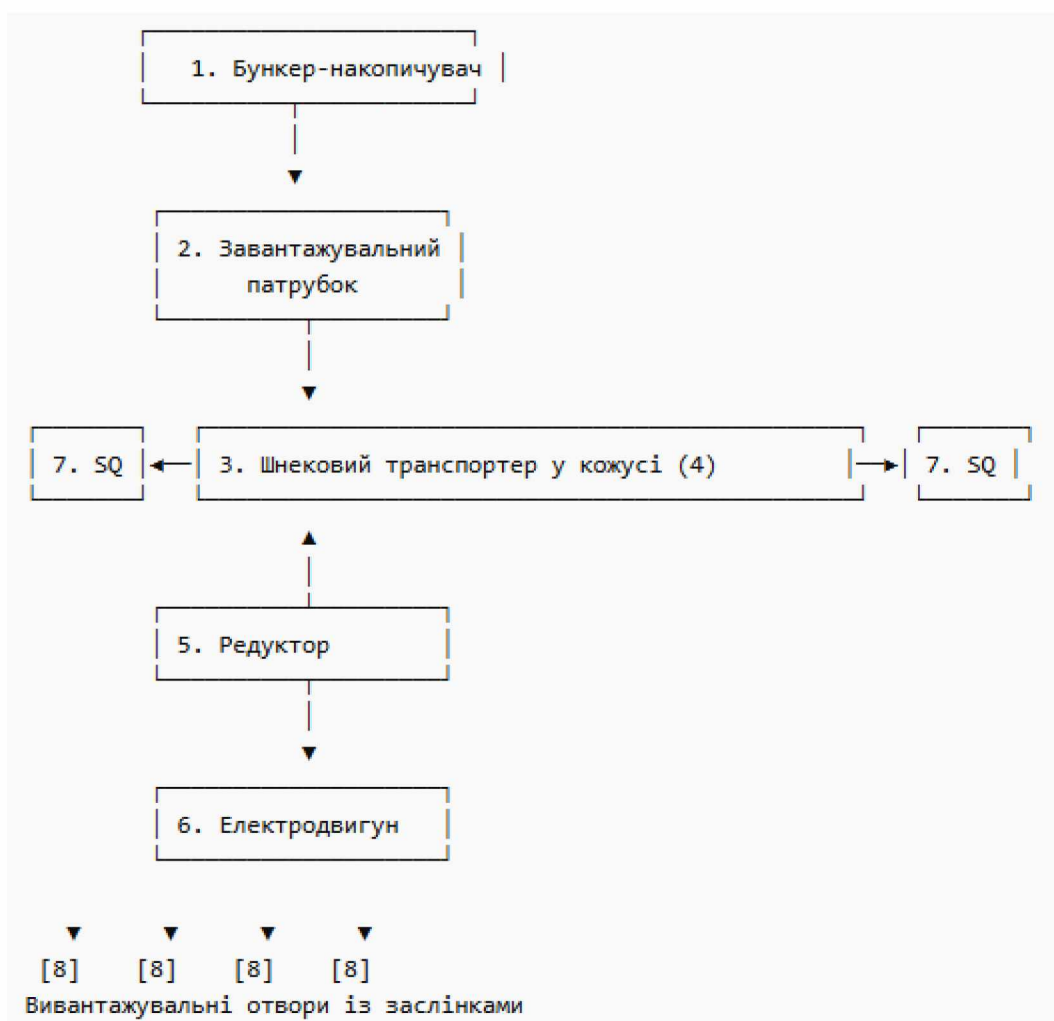 1. Бункер-накопичувач
2. Завантажувальний
патрубок
7. SQ 3. Шнековий транспортер у кожусі (4) 7. SQ
5. Редуктор
6. Електродвигун
[8] [8] [8] [8]
Вивантажувальні отвори із заслінками